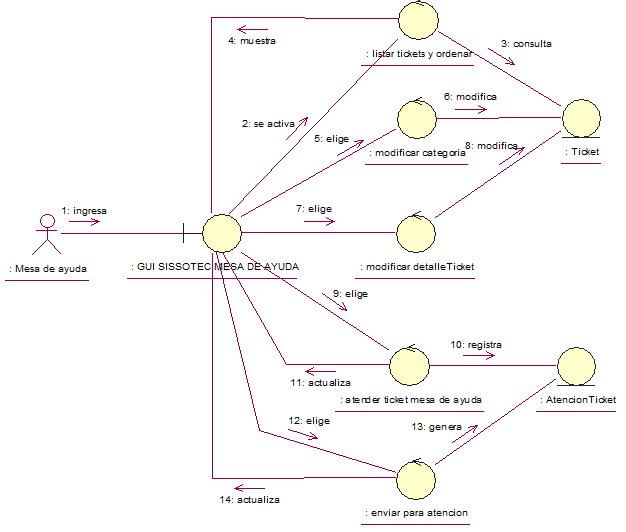 4: muestra
: listar tickets y ordenar
3: consulta
2: se activa
6: modifica
5: elige
: modificar categoria
8: modifica
: Ticket
1: ingresa
7: elige
: Mesa de ayuda
: GUI SISSOTEC MESA DE AYUDA
: modificar detalleTicket
9: elige
10: registra
11: actualiza
: atender ticket mesa de ayuda
: AtencionTicket
12: elige
13: genera
14: actualiza
: enviar para atencion